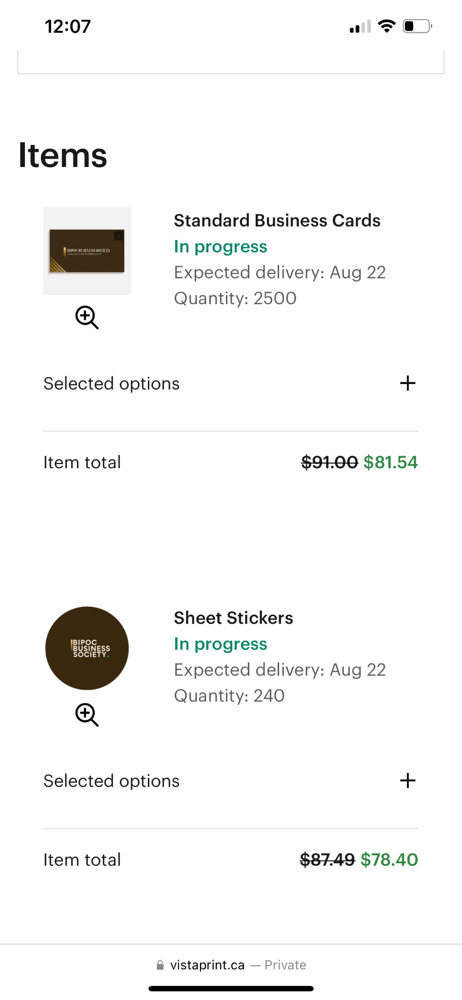 12:07
Items
BIPOC BUSINESS SOCIETY
Standard Business Cards
In progress
Expected delivery: Aug 22
Quantity: 2500
Selected options
Item total
$91.00 $81.54
BIPOC
BUSINESS
SOCIETY.
Sheet Stickers
In progress
Expected delivery: Aug 22
Quantity: 240
Selected options
Item total
$87.49 $78.40
vistaprint.ca — Private